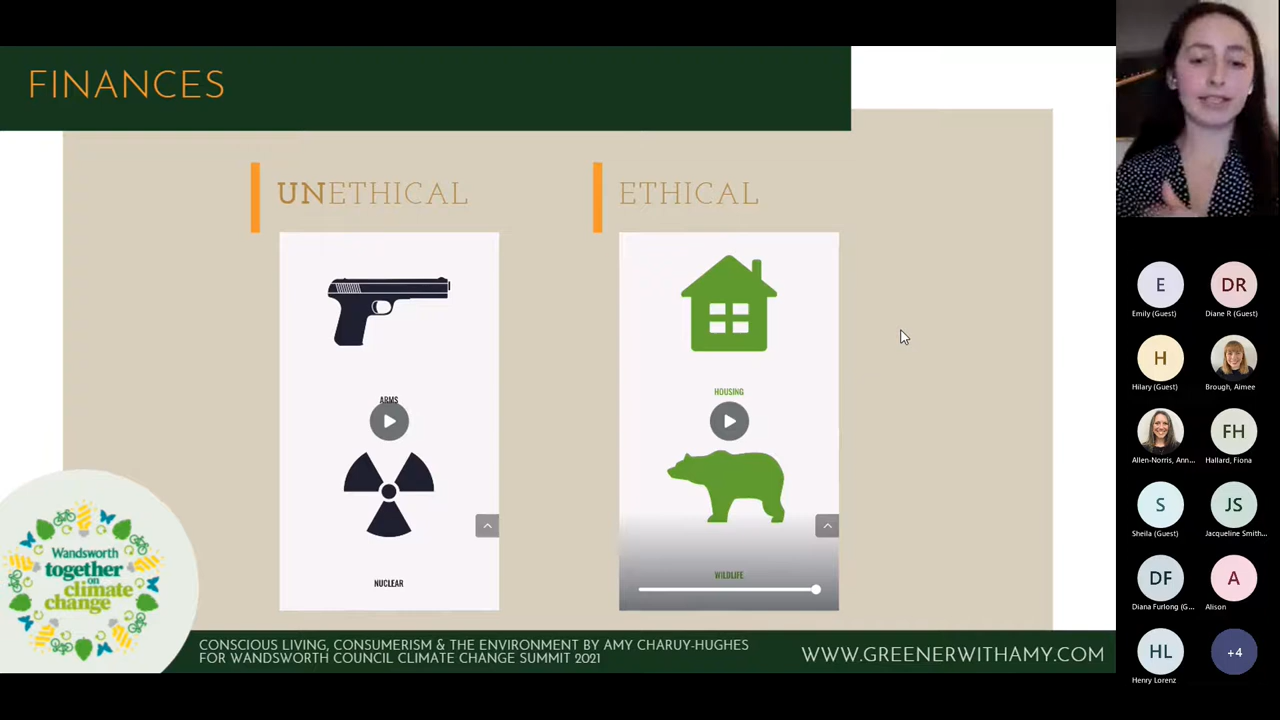 FINANCES
UNETHICAL
ETHICAL
ARMS
NUCLEAR
HOUSING
WILDLIFE
Wandsworth
together
on
climate
change
CONSCIOUS LIVING, CONSUMERISM & THE ENVIRONMENT BY AMY CHARUY-HUGHES
FOR WANDSWORTH COUNCIL CLIMATE CHANGE SUMMIT 2021
WWW.GREENERWITHAMY.COM
E
Emily (Guest)
DR
Diane R (Guest)
H
Hilary (Guest)
Brough, Aimee
Allen-Norris, Ann...
FH
Hallard, Fiona
S
Sheila (Guest)
JS
Jacqueline Smith...
DF
Diana Furlong (G...
A
Alison
HL
Henry Lorenz
+4